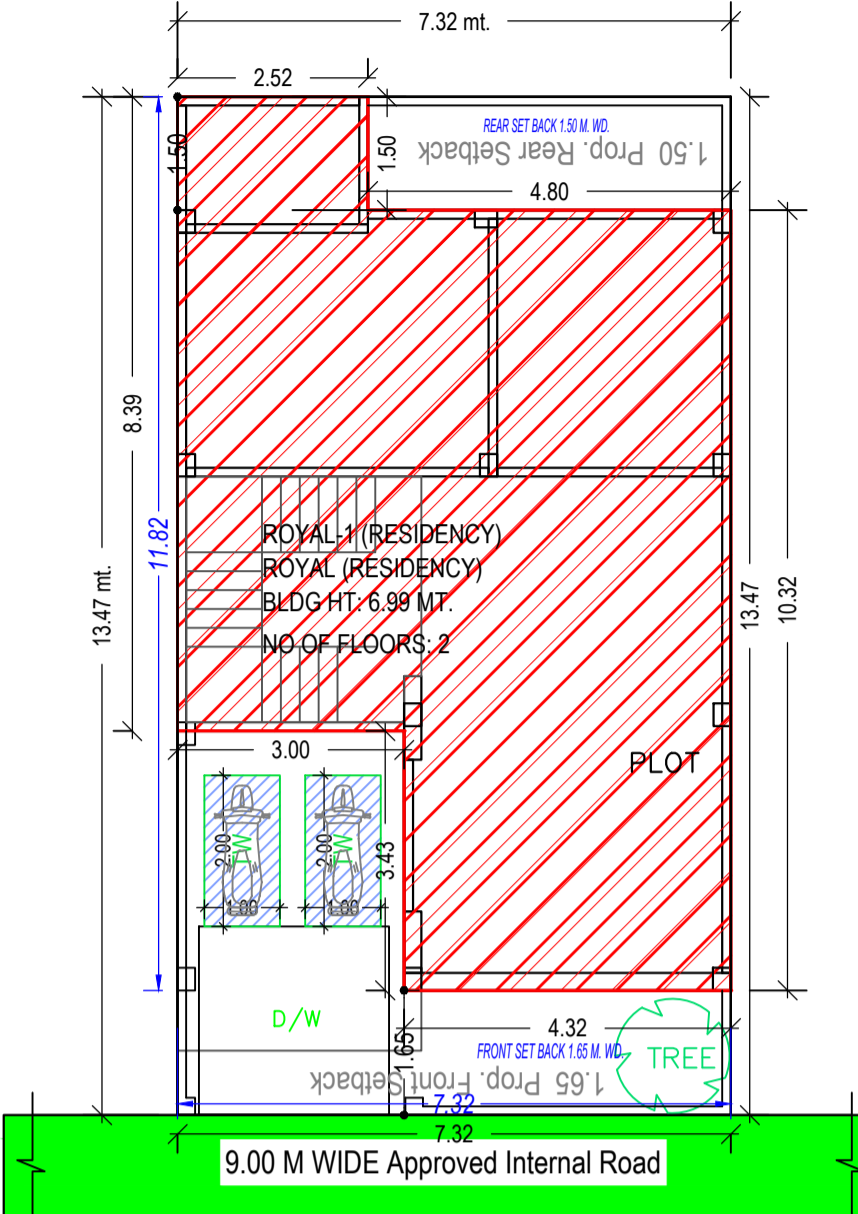 7.32 mt.
2.52
REAR SET BACK 1.50 M. WD.
1.50 Prop. Rear Setback
1.50
1.50
4.80
8.39
11.82
13.47 mt.
13.47
10.32
ROYAL-1 (RESIDENCY)
ROYAL (RESIDENCY)
BLDG HT: 6.99 MT.
NO OF FLOORS: 2
3.00
PLOT
2.00
2.00
3.43
1.00
1.00
D/W
4.32
1.65
FRONT SET BACK 1.65 M. WD.
TREE
1.65 Prop. Front Setback
7.32
7.32
9.00 M WIDE Approved Internal Road